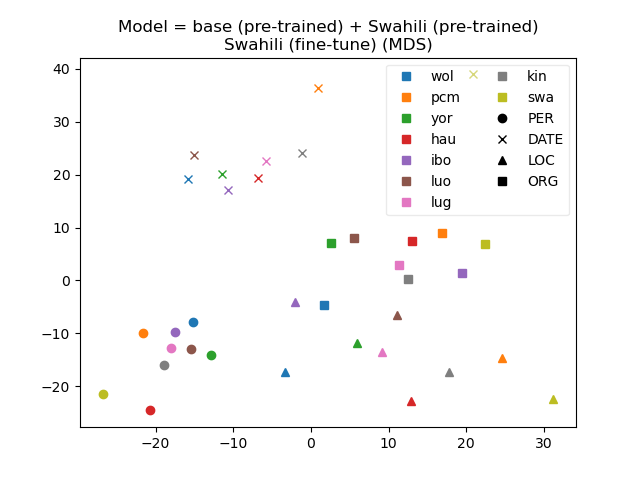 Model = base (pre-trained) + Swahili (pre-trained)
Swahili (fine-tune) (MDS)
40
30
20
10
0
−10
−20
−20
−10
0
10
20
30
wol
pcm
yor
hau
ibo
luo
lug
kin
swa
PER
DATE
LOC
ORG